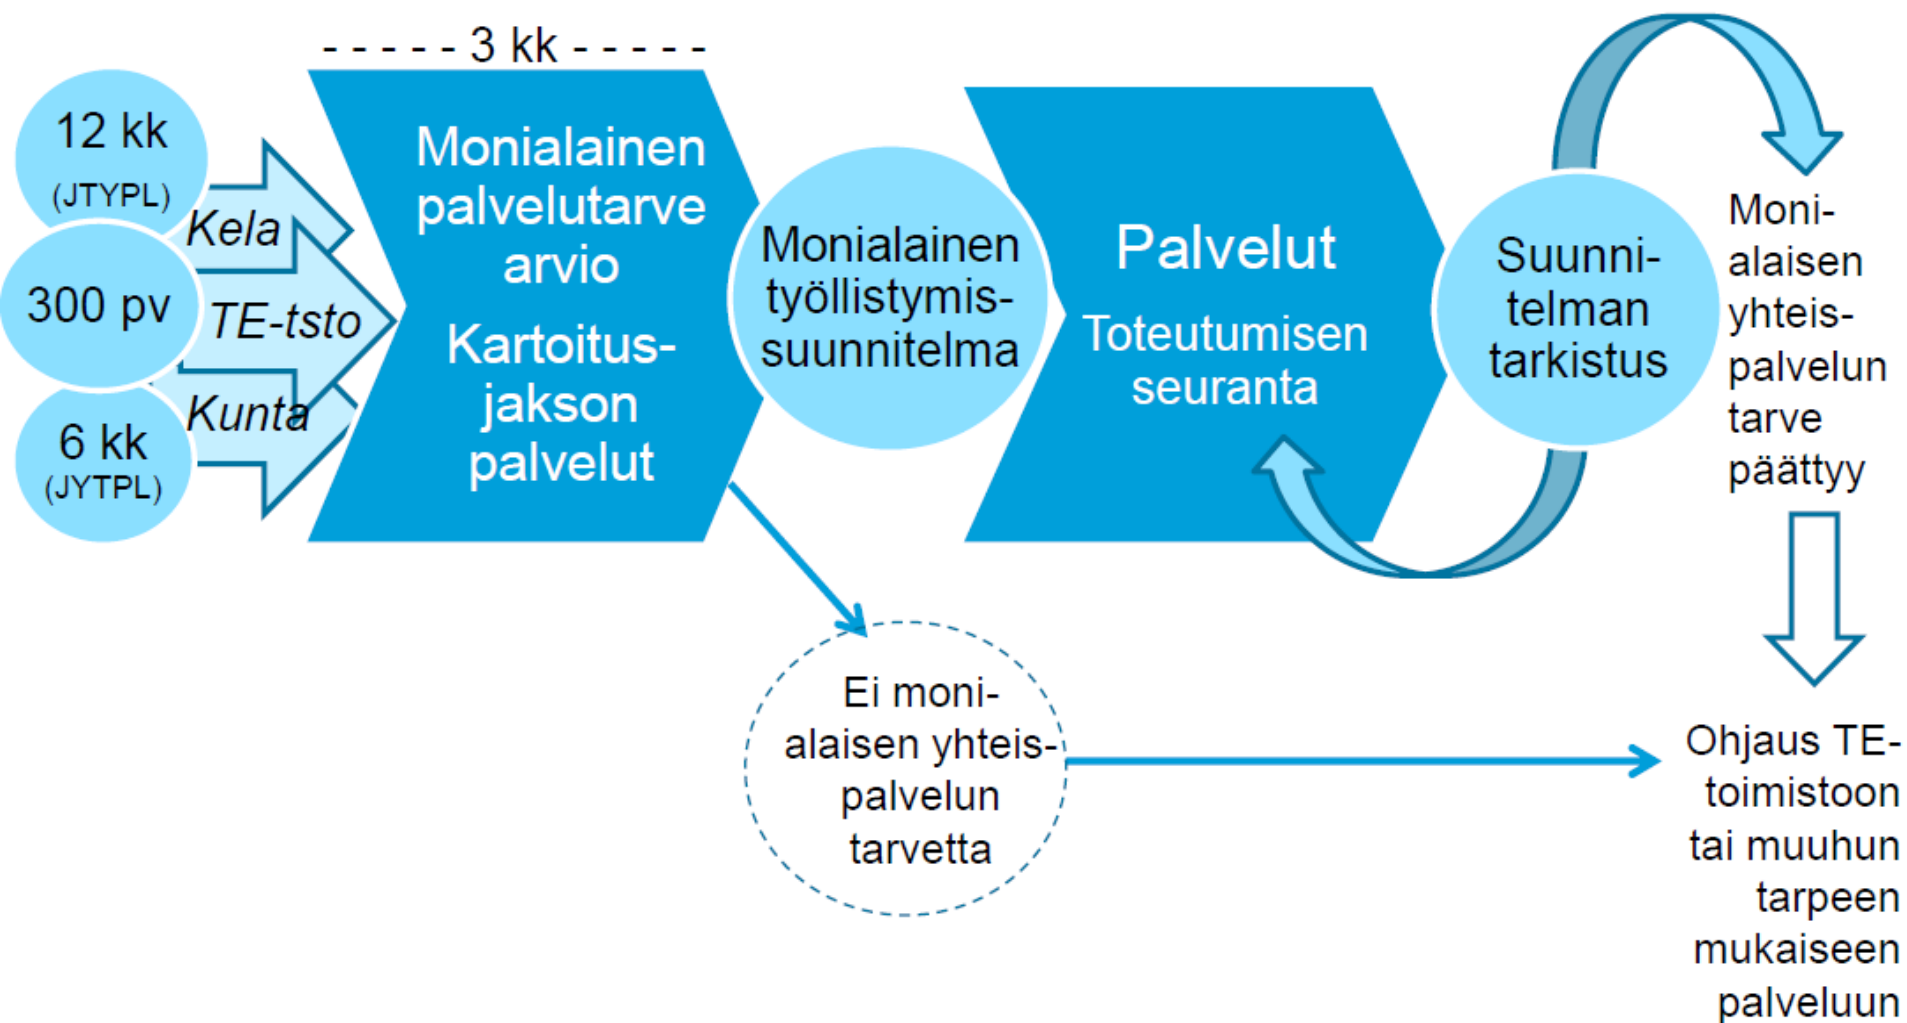 - - - - - 3 kk - - - - -
12 kk
(JTYPL)
300 pv
6 kk
(JYTPL)
Kela
TE-tsto
Kunta
Monialainen
palvelutarve
arvio
Kartoitus-
jakson
palvelut
Monialainen
työllistymis-
suunnitelma
Palvelut
Toteutumisen
seuranta
Suunni-
telman
tarkistus
Moni-
alaisen
yhteis-
palvelun
tarve
päättyy
Ei moni-
alaisen yhteis-
palvelun
tarvetta
Ohjaus TE-
toimistoon
tai muuhun
tarpeen
mukaiseen
palveluun